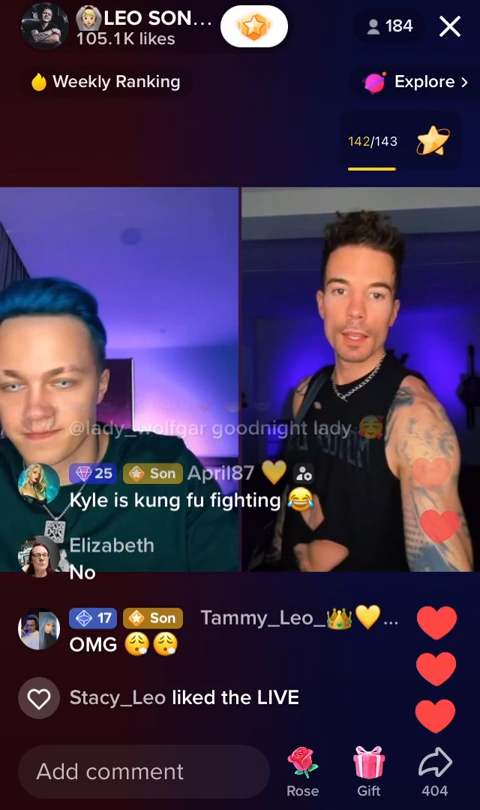 LEO SON...
105.1K likes
184
Weekly Ranking
Explore >
142/143
@lady_wolfgar goodnight lady
25 Son April87
Kyle is kung fu fighting
Elizabeth
No
17 Son Tammy_Leo_...
OMG
Stacy_Leo liked the LIVE
Add comment
Rose
Gift
404